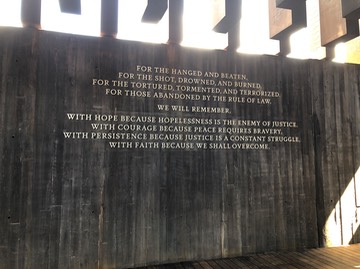 FOR THE HANGED AND BEATEN.
FOR THE SHOT, DROWNED, AND BURNED.
FOR THE TORTURED, TORMENTED, AND TERRORIZED.
FOR THOSE ABANDONED BY THE RULE OF LAW.
WE WILL REMEMBER.
WITH HOPE BECAUSE HOPELESSNESS IS THE ENEMY OF JUSTICE.
WITH COURAGE BECAUSE PEACE REQUIRES BRAVERY.
WITH PERSISTENCE BECAUSE JUSTICE IS A CONSTANT STRUGGLE.
WITH FAITH BECAUSE WE SHALL OVERCOME.